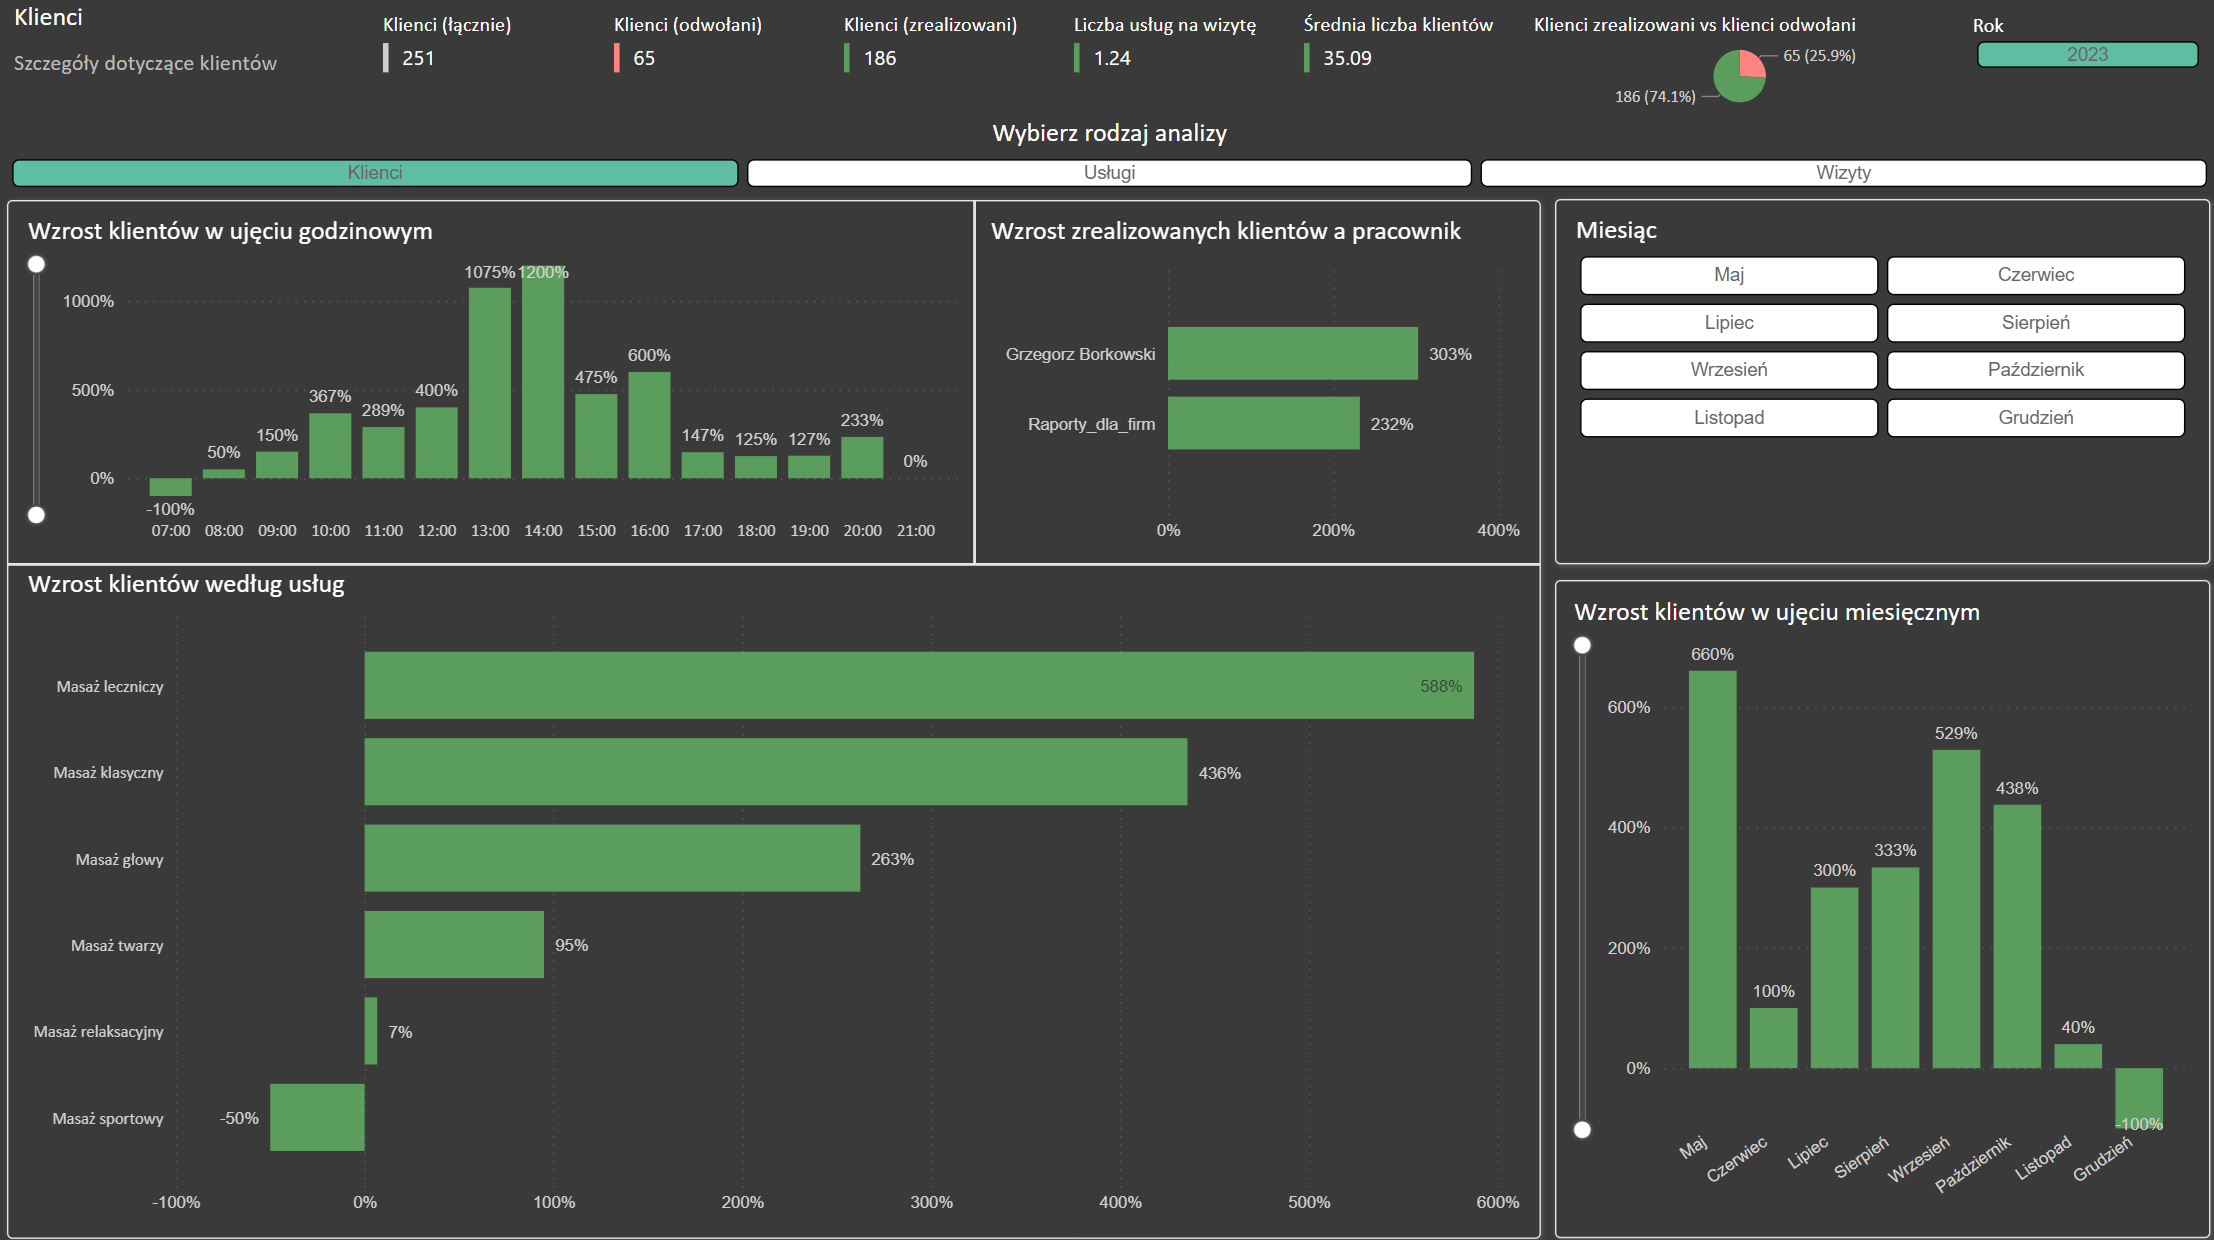 Klienci
Szczegóły dotyczące klientów
Klienci (łącznie)
251
Klienci (odwołani)
65
Klienci (zrealizowani)
186
Liczba usług na wizytę
1.24
Średnia liczba klientów
35.09
Klienci zrealizowani vs klienci odwołani
65 (25.9%)
186 (74.1%)
Rok
2023
Wybierz rodzaj analizy
Klienci
Usługi
Wizyty
Wzrost klientów w ujęciu godzinowym
1000%
500%
0%
-100%
50%
150%
367%
289%
400%
1075%
1200%
475%
600%
147%
125%
127%
233%
0%
07:00 08:00 09:00 10:00 11:00 12:00 13:00 14:00 15:00 16:00 17:00 18:00 19:00 20:00 21:00
Wzrost zrealizowanych klientów a pracownik
Grzegorz Borkowski
303%
Raporty_dla_firm
232%
0% 200% 400%
Miesiąc
Maj
Czerwiec
Lipiec
Sierpień
Wrzesień
Październik
Listopad
Grudzień
Wzrost klientów według usług
Masaż leczniczy
588%
Masaż klasyczny
436%
Masaż głowy
263%
Masaż twarzy
95%
Masaż relaksacyjny
7%
Masaż sportowy
-50%
-100% 0% 100% 200% 300% 400% 500% 600%
Wzrost klientów w ujęciu miesięcznym
600%
400%
200%
0%
660%
100%
300%
333%
529%
438%
40%
-100%
Maj
Czerwiec
Lipiec
Sierpień
Wrzesień
Październik
Listopad
Grudzień